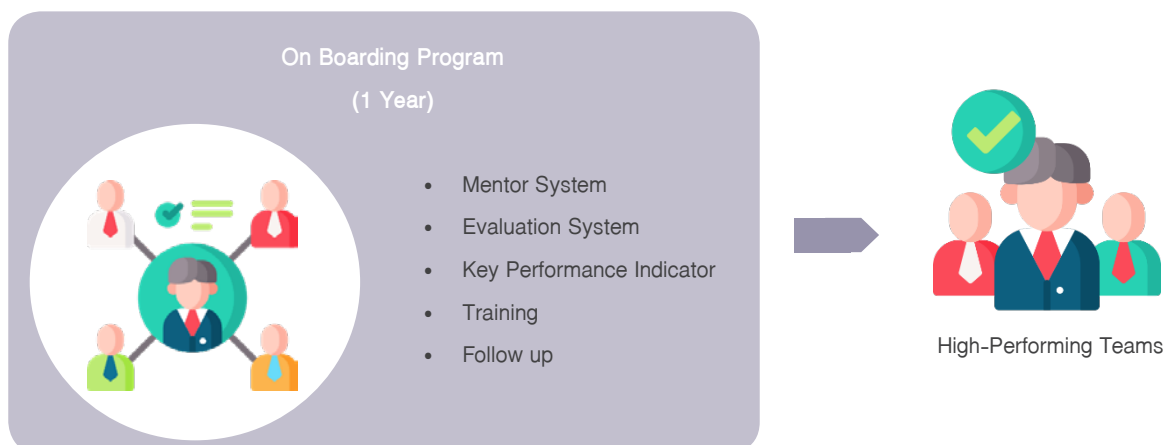 On Boarding Program
(1 Year)
• Mentor System
• Evaluation System
• Key Performance Indicator
• Training
• Follow up
High-Performing Teams